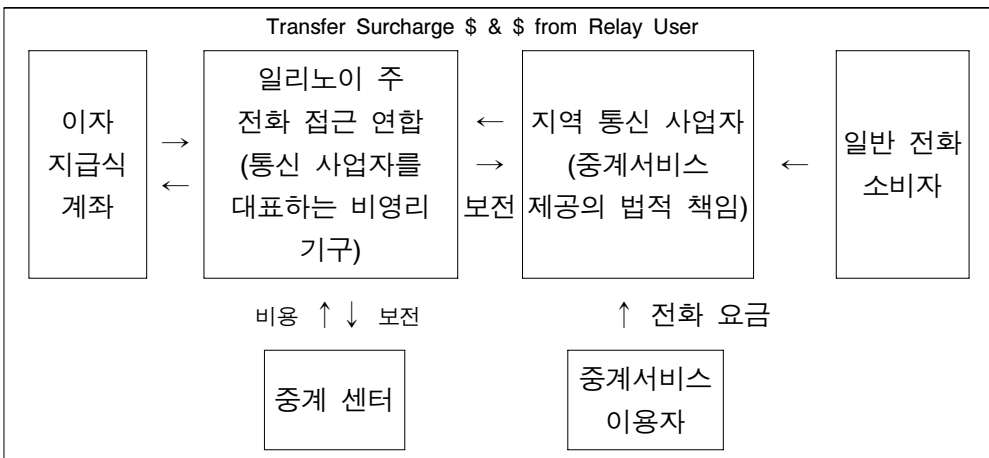 Transfer Surcharge $ & $ from Relay User
이자
지급식
계좌
→
←
일리노이 주
전화 접근 연합
(통신 사업자를
대표하는 비영리
기구)
←
→
보전
지역 통신 사업자
(중계서비스
제공의 법적 책임)
←
일반 전화
소비자
비용 ↑↓ 보전
↑ 전화 요금
중계 센터
중계서비스
이용자